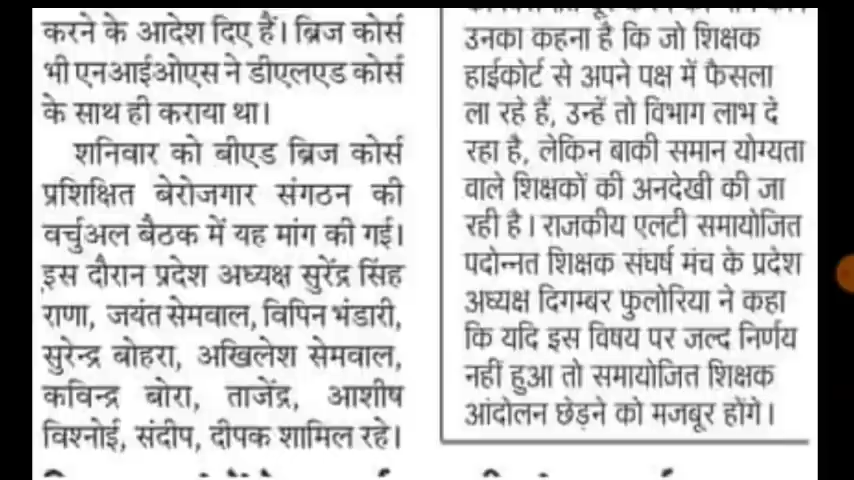 करने के आदेश दिए हैं। ब्रिज कोर्स
भी एनआईओएस ने डीएलएड कोर्स
के साथ ही कराया था।
शनिवार को बीएड ब्रिज कोर्स
प्रशिक्षित बेरोजगार संगठन की
वर्चुअल बैठक में यह मांग की गई।
इस दौरान प्रदेश अध्यक्ष सुरेंद्र सिंह
राणा, जयंत सेमवाल, विपिन भंडारी,
सुरेन्द्र बोहरा, अखिलेश सेमवाल,
कविन्द्र बोरा, ताजेंद्र, आशीष
विश्नोई, संदीप, दीपक शामिल रहे।
उनका कहना है कि जो शिक्षक
हाईकोर्ट से अपने पक्ष में फैसला
ला रहे हैं, उन्हें तो विभाग लाभ दे
रहा है, लेकिन बाकी समान योग्यता
वाले शिक्षकों की अनदेखी की जा
रही है। राजकीय एलटी समायोजित
पदोन्नत शिक्षक संघर्ष मंच के प्रदेश
अध्यक्ष दिगम्बर फुलोरिया ने कहा
कि यदि इस विषय पर जल्द निर्णय
नहीं हुआ तो समायोजित शिक्षक
आंदोलन छेड़ने को मजबूर होंगे।